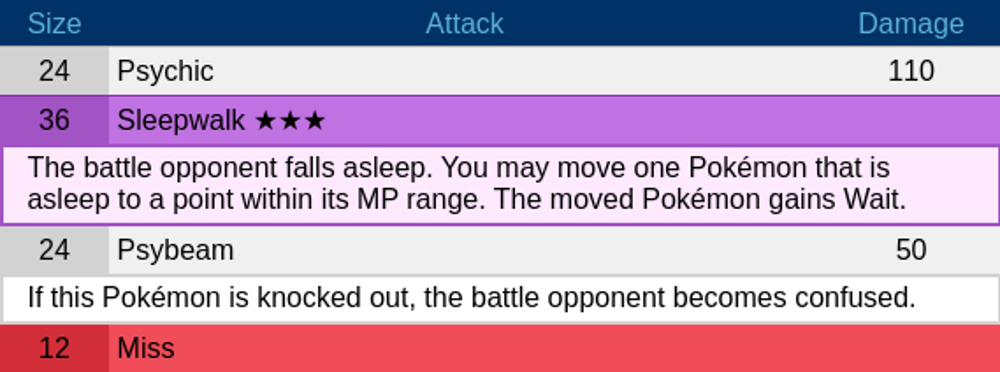 Size Attack Damage
24 Psychic 110
36 Sleepwalk ★★★
The battle opponent falls asleep. You may move one Pokémon that is
asleep to a point within its MP range. The moved Pokémon gains Wait.
24 Psybeam 50
If this Pokémon is knocked out, the battle opponent becomes confused.
12 Miss